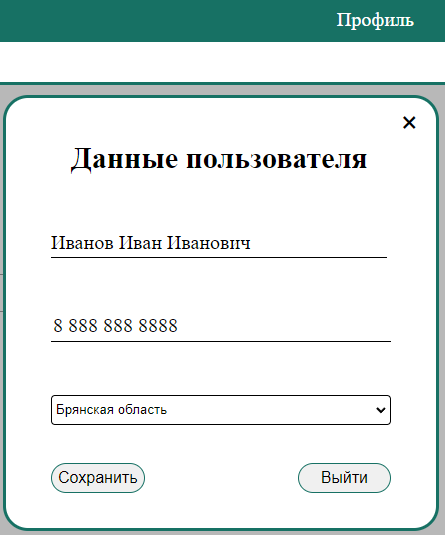 Профиль
×
Данные пользователя
Иванов Иван Иванович
8 888 888 8888
Брянская область
Сохранить Выйти